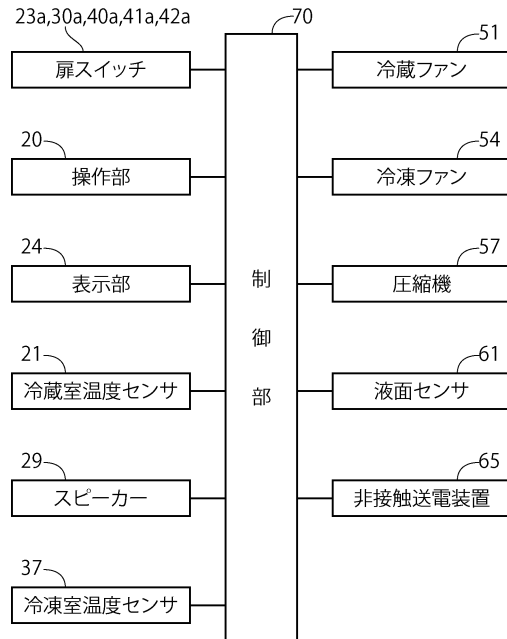 23a,30a,40a,41a,42a
扉スイッチ
20
操作部
24
表示部
21
冷蔵室温度センサ
29
スピーカー
37
冷凍室温度センサ
70
制御部
51
冷蔵ファン
54
冷凍ファン
57
圧縮機
61
液面センサ
65
非接触送電装置